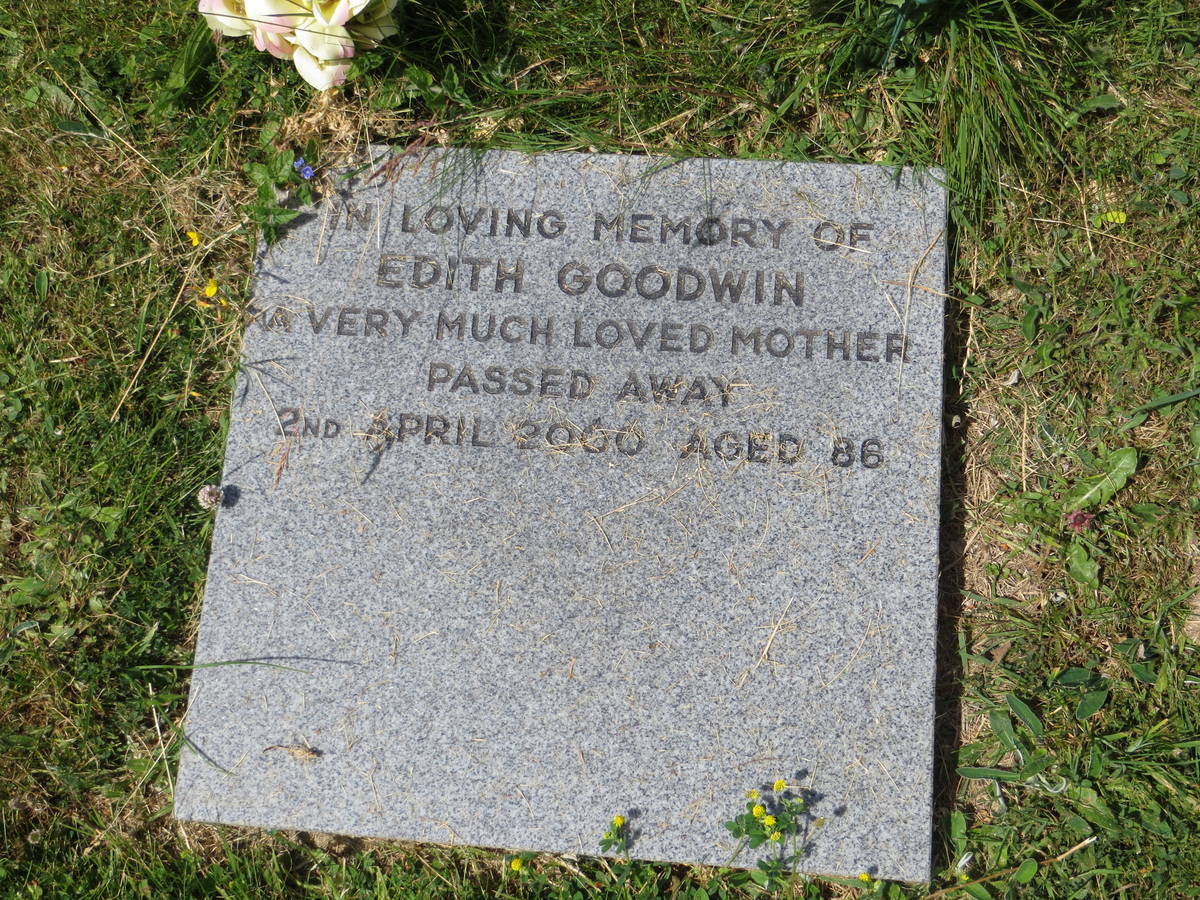 IN LOVING MEMORY OF
EDITH GOODWIN
A VERY MUCH LOVED MOTHER
PASSED AWAY
2ND APRIL 2000 AGED 86